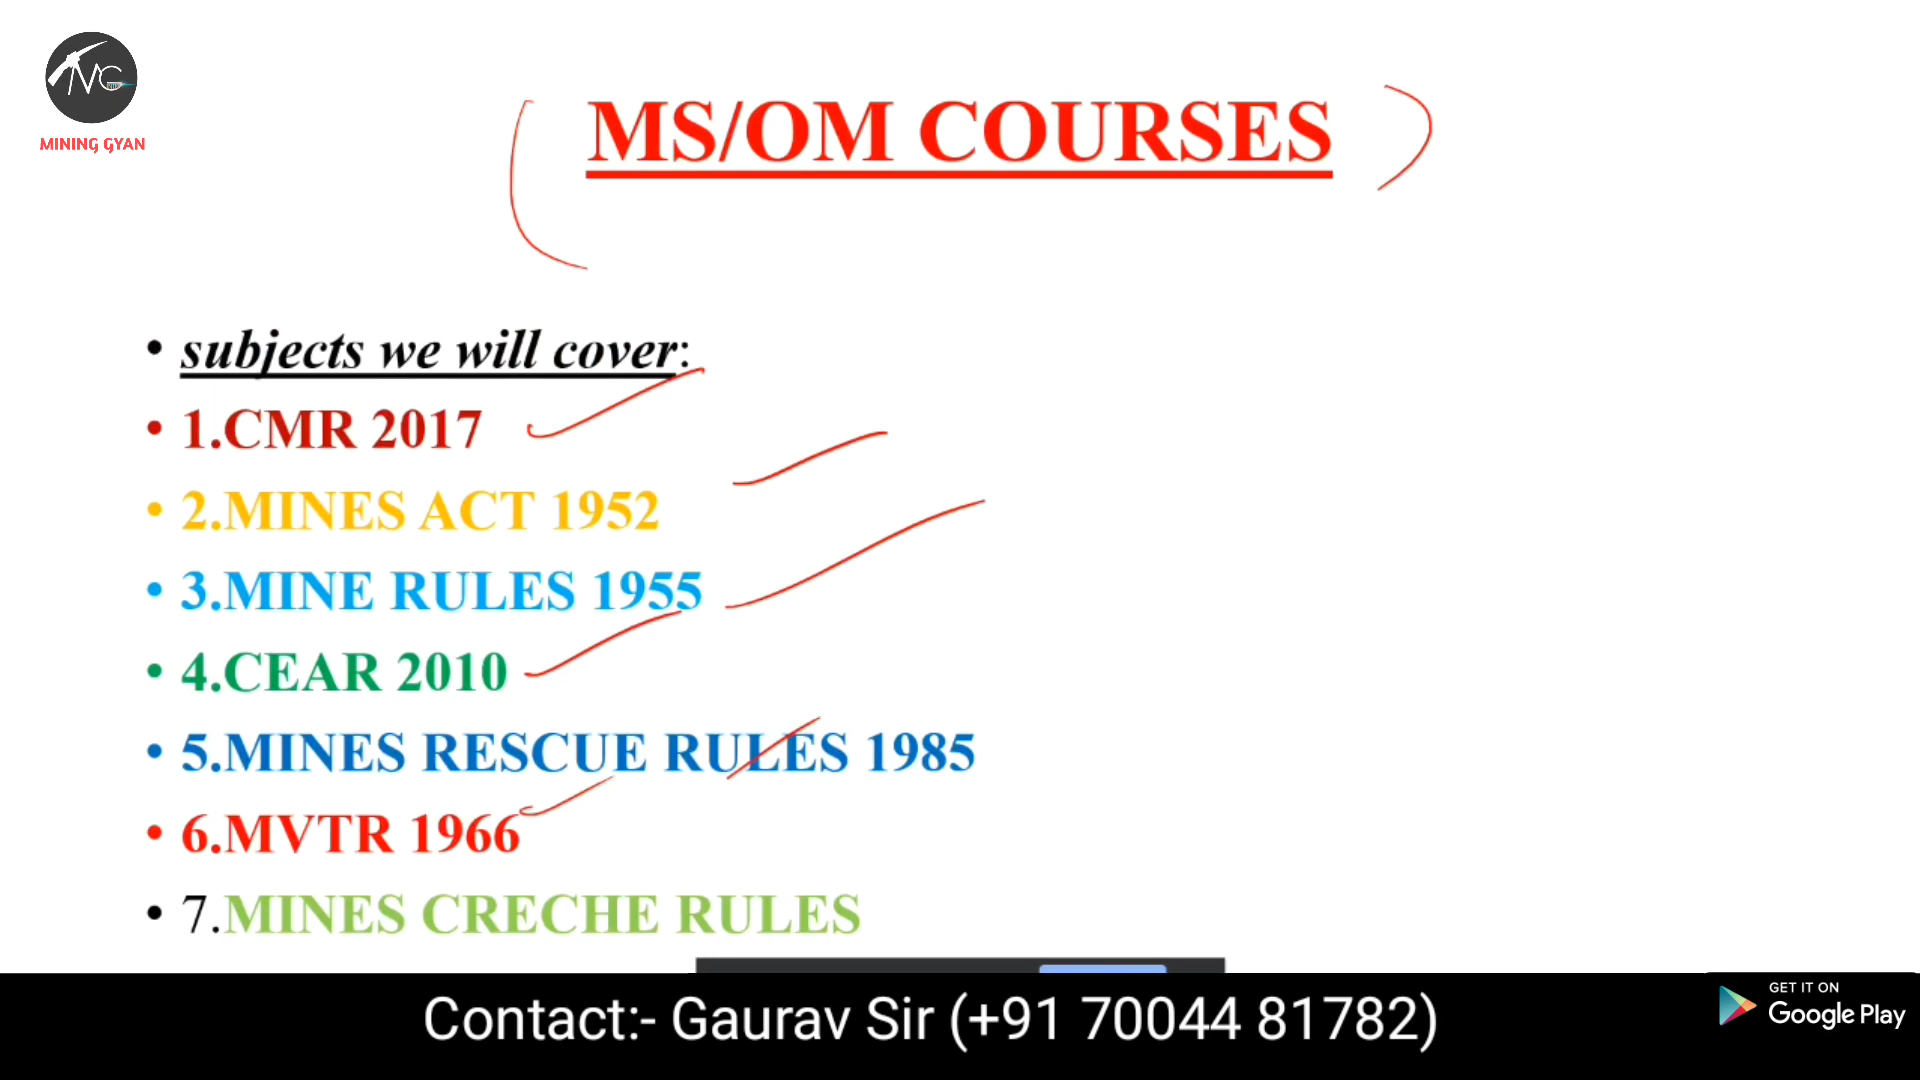 MG
MINING GYAN
MS/OM COURSES
• subjects we will cover:
• 1.CMR 2017
• 2.MINES ACT 1952
• 3.MINE RULES 1955
• 4.CEAR 2010
• 5.MINES RESCUE RULES 1985
• 6.MVTR 1966
• 7.MINES CRECHE RULES
Contact:- Gaurav Sir (+91 70044 81782)
GET IT ON
Google Play